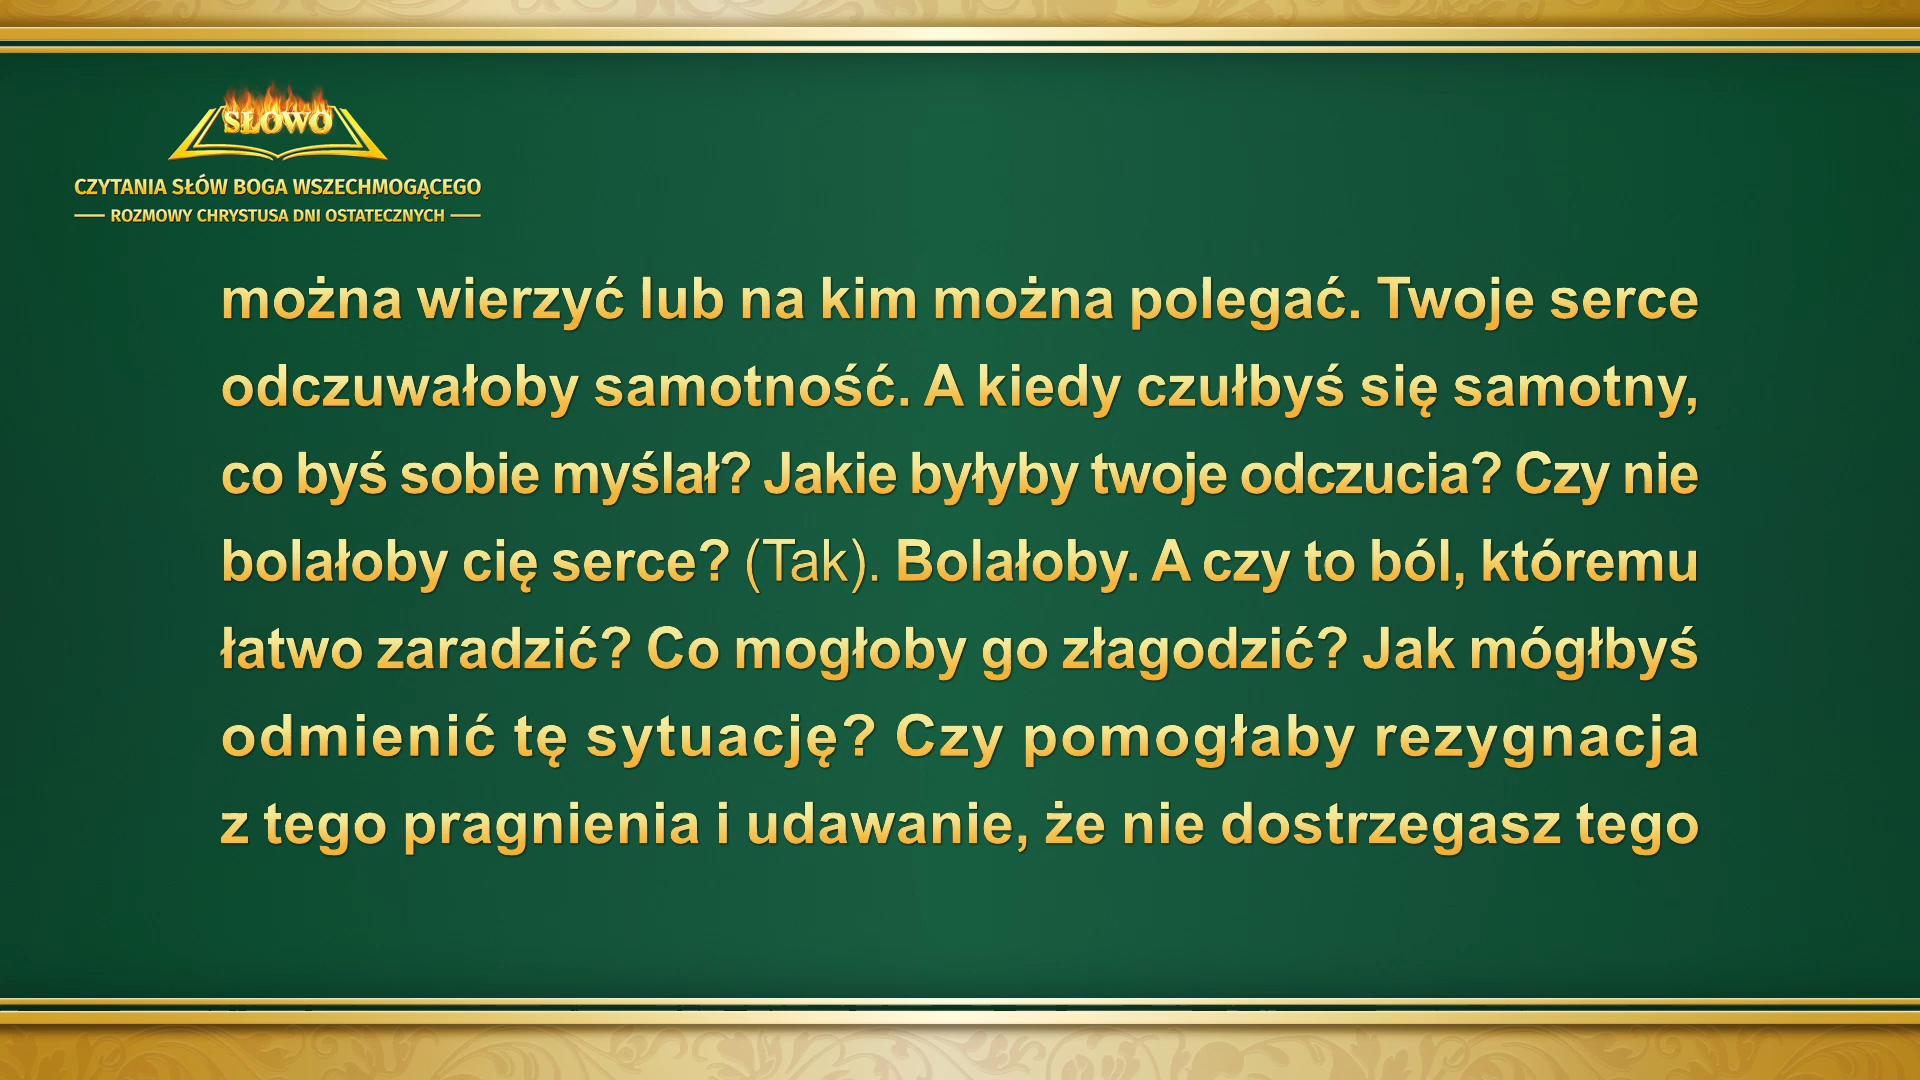 SŁOWO
CZYTANIA SŁÓW BOGA WSZECHMOGĄCEGO
ROZMOWY CHRYSTUSA DNI OSTATECZNYCH
można wierzyć lub na kim można polegać. Twoje serce
odczuwałoby samotność. A kiedy czułbyś się samotny,
co byś sobie myślał? Jakie byłyby twoje odczucia? Czy nie
bolałoby cię serce? (Tak). Bolałoby. A czy to ból, któremu
łatwo zaradzić? Co mogłoby go złagodzić? Jak mógłbyś
odmienić tę sytuację? Czy pomogłaby rezygnacja
z tego pragnienia i udawanie, że nie dostrzegasz tego